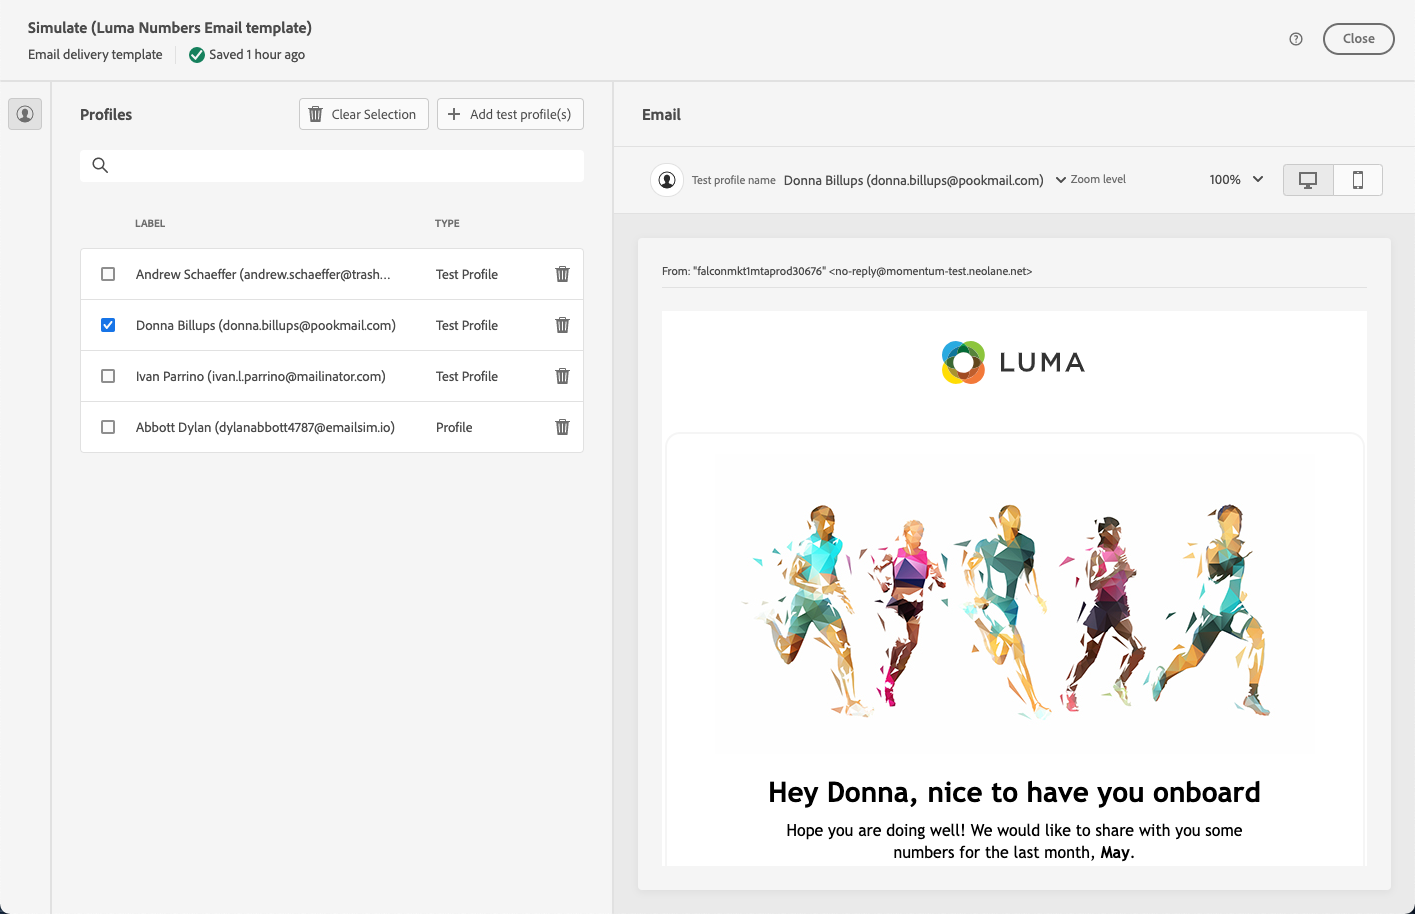 Simulate (Luma Numbers Email template)
Email delivery template
Saved 1 hour ago
Close
Profiles
Clear Selection
Add test profile(s)
LABEL
TYPE
Andrew Schaeffer (andrew.schaeffer@trash...
Test Profile
Donna Billups (donna.billups@pookmail.com)
Test Profile
Ivan Parrino (ivan.l.parrino@mailinator.com)
Test Profile
Abbott Dylan (dylanabbott4787@emailsim.io)
Profile
Email
Test profile name
Donna Billups (donna.billups@pookmail.com)
Zoom level
100%
From: "falconmkt1mtaprod30676" <no-reply@momentum-test.neolane.net>
LUMA
Hey Donna, nice to have you onboard
Hope you are doing well! We would like to share with you some
numbers for the last month, May.